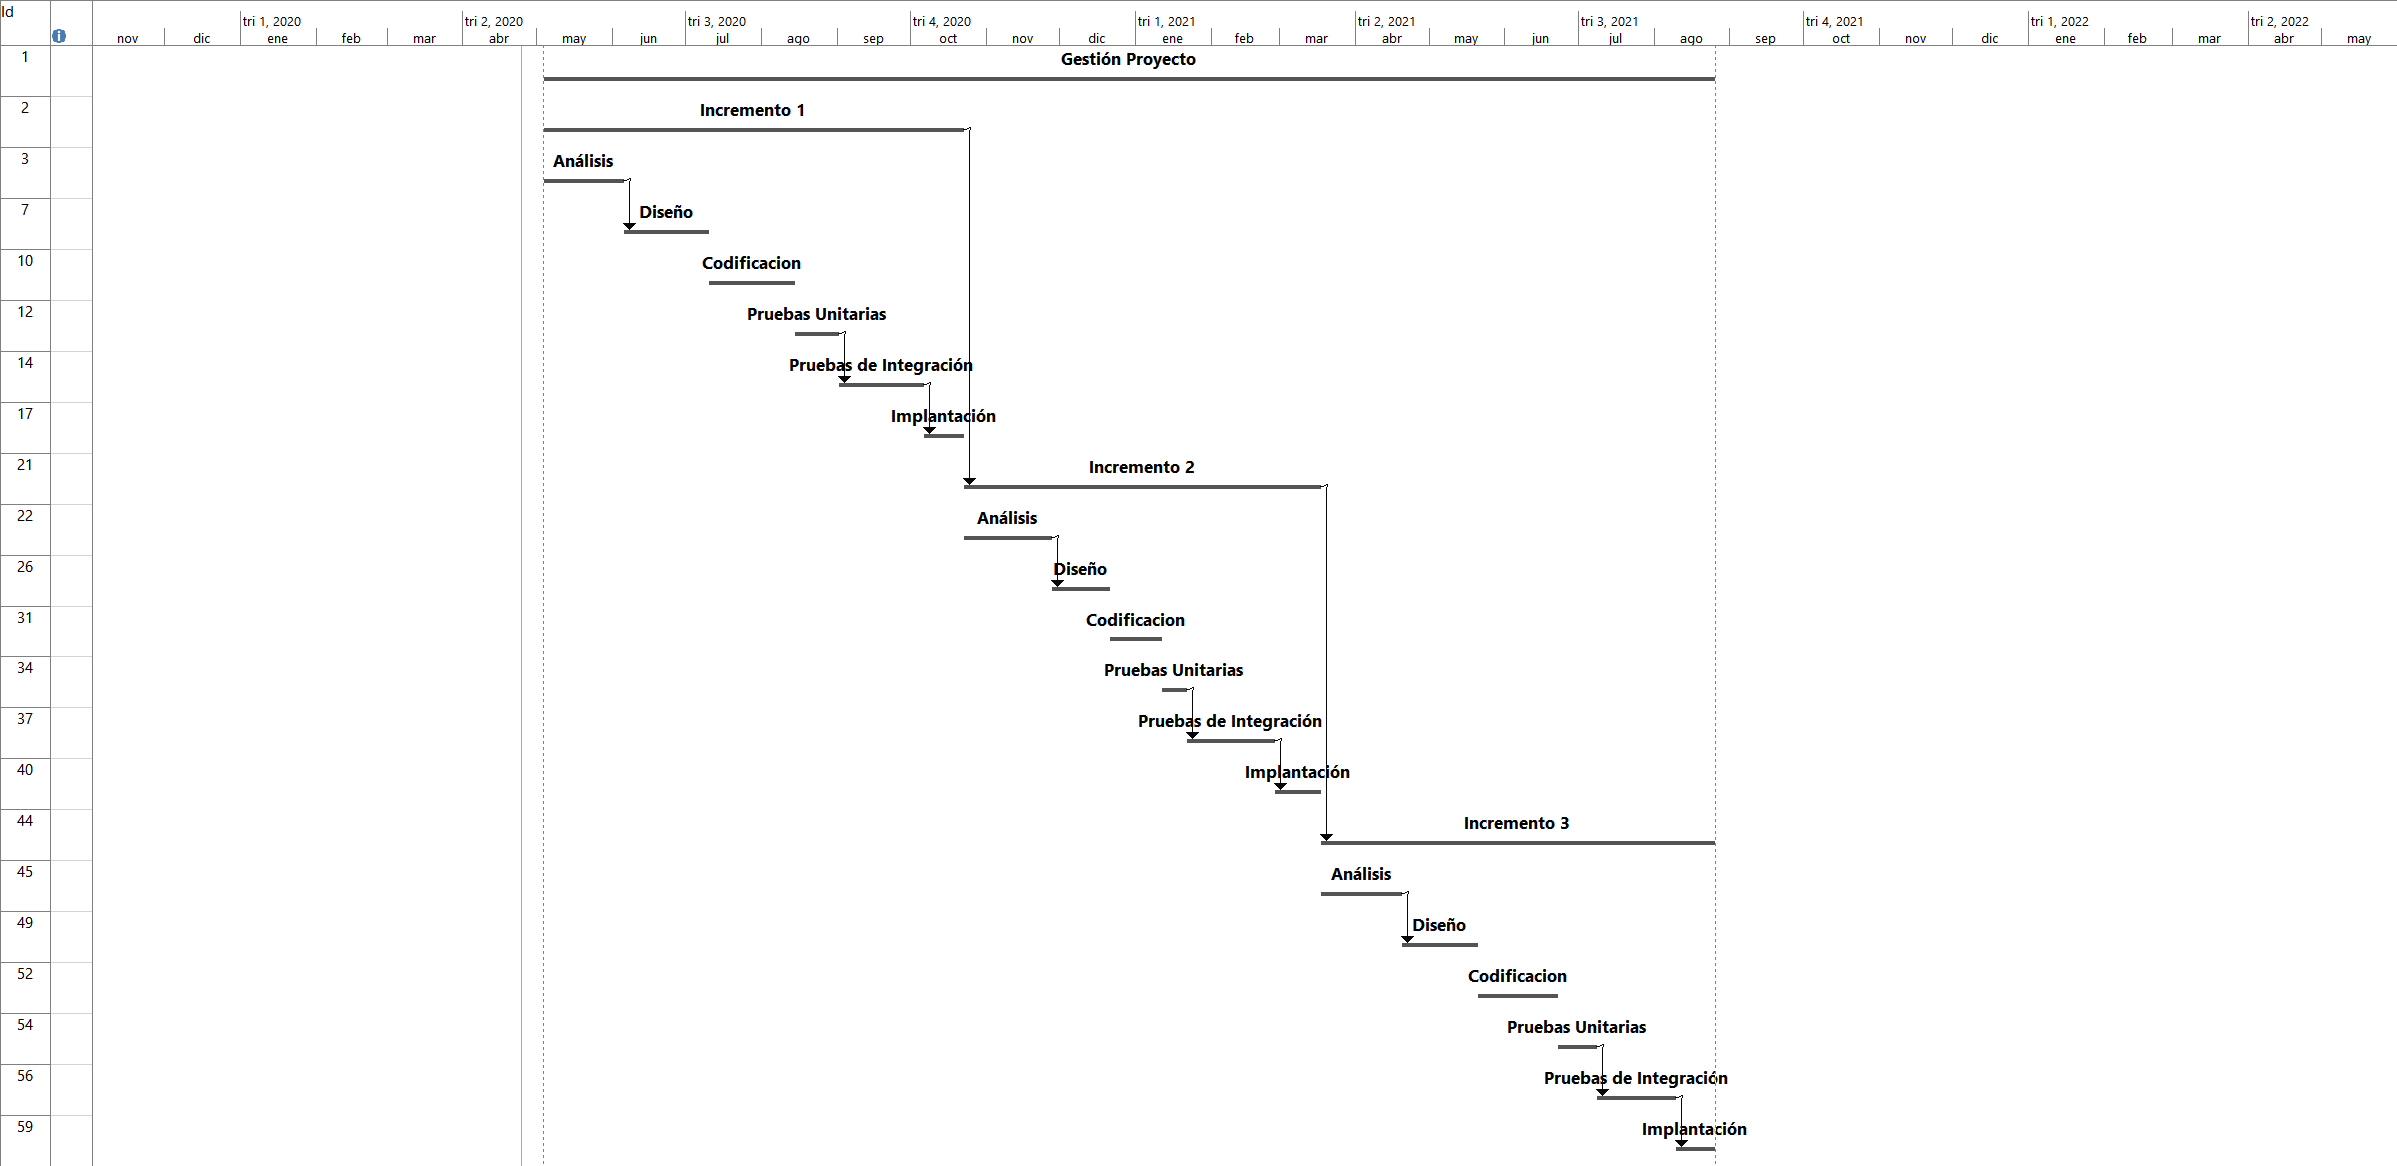 Id
tri 1, 2020 tri 2, 2020 tri 3, 2020 tri 4, 2020 tri 1, 2021 tri 2, 2021 tri 3, 2021 tri 4, 2021 tri 1, 2022 tri 2, 2022
i nov dic ene feb mar abr may jun jul ago sep oct nov dic ene feb mar abr may jun jul ago sep oct nov dic ene feb mar abr may
1 Gestión Proyecto
2 Incremento 1
3 Análisis
7 Diseño
10 Codificacion
12 Pruebas Unitarias
14 Pruebas de Integración
17 Implantación
21 Incremento 2
22 Análisis
26 Diseño
31 Codificacion
34 Pruebas Unitarias
37 Pruebas de Integración
40 Implantación
44 Incremento 3
45 Análisis
49 Diseño
52 Codificacion
54 Pruebas Unitarias
56 Pruebas de Integración
59 Implantación